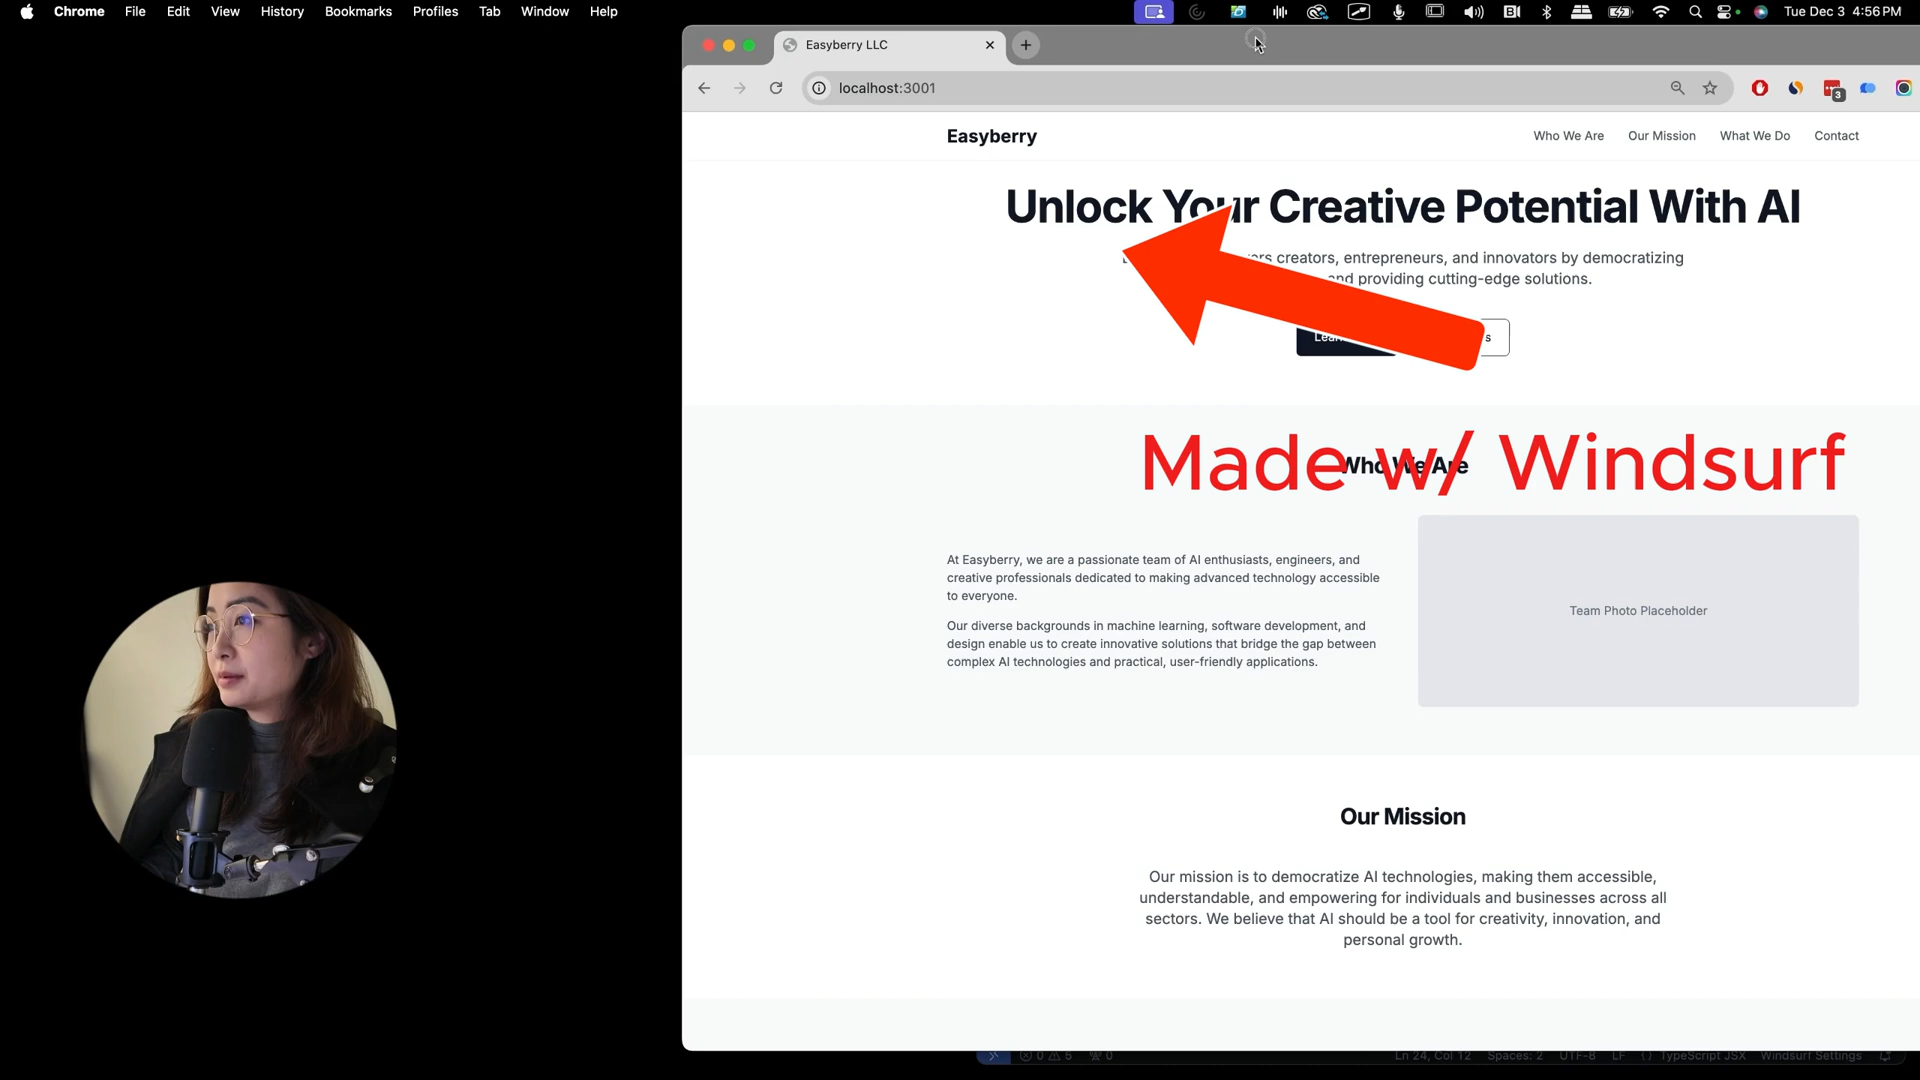 Chrome File Edit View History Bookmarks Profiles Tab Window Help
Tue Dec 3 4:56 PM
Easyberry LLC
localhost:3001
3
Easyberry
Who We Are
Our Mission
What We Do
Contact
Unlock Your Creative Potential With AI
creators, entrepreneurs, and innovators by democratizing
and providing cutting-edge solutions.
Made w/ Windsurf
Who We Are
At Easyberry, we are a passionate team of AI enthusiasts, engineers, and
creative professionals dedicated to making advanced technology accessible
to everyone.
Our diverse backgrounds in machine learning, software development, and
design enable us to create innovative solutions that bridge the gap between
complex AI technologies and practical, user-friendly applications.
Team Photo Placeholder
Our Mission
Our mission is to democratize AI technologies, making them accessible,
understandable, and empowering for individuals and businesses across all
sectors. We believe that AI should be a tool for creativity, innovation, and
personal growth.
0 5 0
Ln 24, Col 12 Spaces: 2 UTF-8 LF {} TypeScript JSX Windsurf Settings